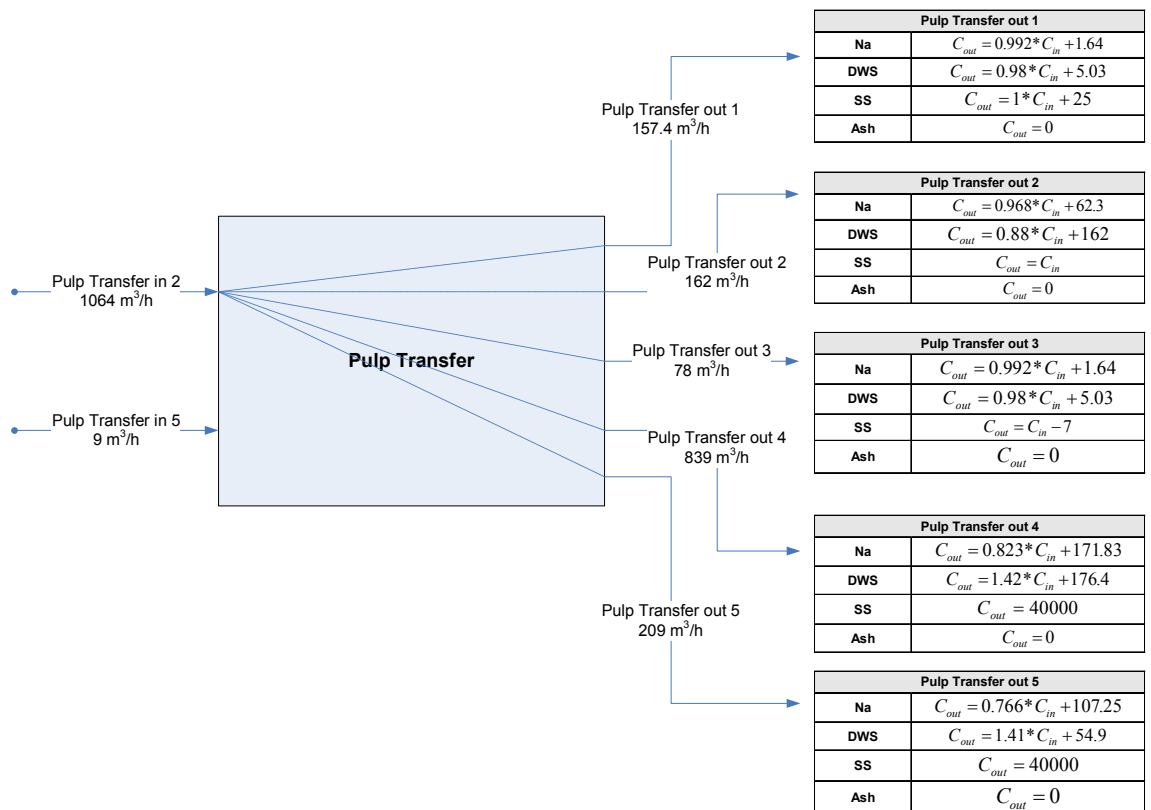 Pulp Transfer in 2
1064 m³/h
Pulp Transfer in 5
9 m³/h
Pulp Transfer
Pulp Transfer out 1
157.4 m³/h
Pulp Transfer out 2
162 m³/h
Pulp Transfer out 3
78 m³/h
Pulp Transfer out 4
839 m³/h
Pulp Transfer out 5
209 m³/h
Pulp Transfer out 1
Na C_out = 0.992* C_in +1.64
DWS C_out = 0.98* C_in + 5.03
SS C_out = 1* C_in + 25
Ash C_out = 0
Pulp Transfer out 2
Na C_out = 0.968* C_in + 62.3
DWS C_out = 0.88* C_in +162
SS C_out = C_in
Ash C_out = 0
Pulp Transfer out 3
Na C_out = 0.992* C_in +1.64
DWS C_out = 0.98* C_in + 5.03
SS C_out = C_in − 7
Ash C_out = 0
Pulp Transfer out 4
Na C_out = 0.823* C_in +171.83
DWS C_out = 1.42* C_in +176.4
SS C_out = 40000
Ash C_out = 0
Pulp Transfer out 5
Na C_out = 0.766* C_in +107.25
DWS C_out = 1.41* C_in + 54.9
SS C_out = 40000
Ash C_out = 0